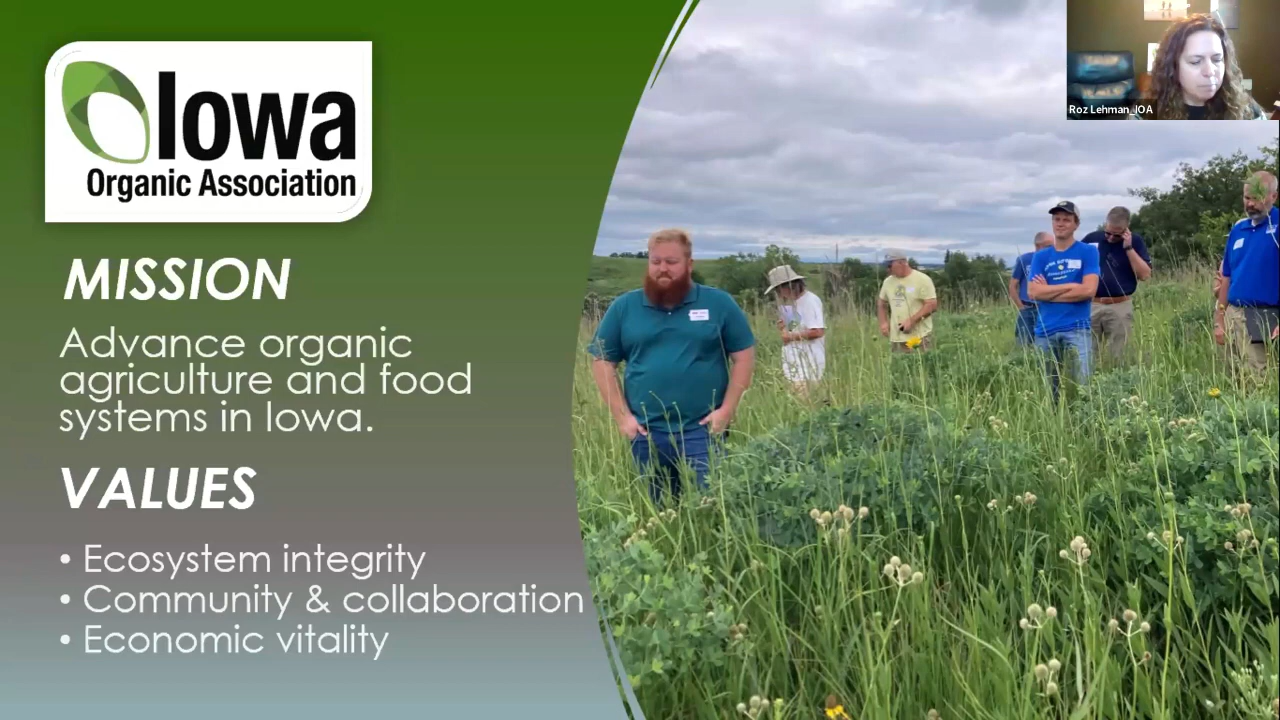 Iowa
Organic Association
Roz Lehman_IOA
MISSION
Advance organic
agriculture and food
systems in Iowa.
VALUES
• Ecosystem integrity
• Community & collaboration
• Economic vitality